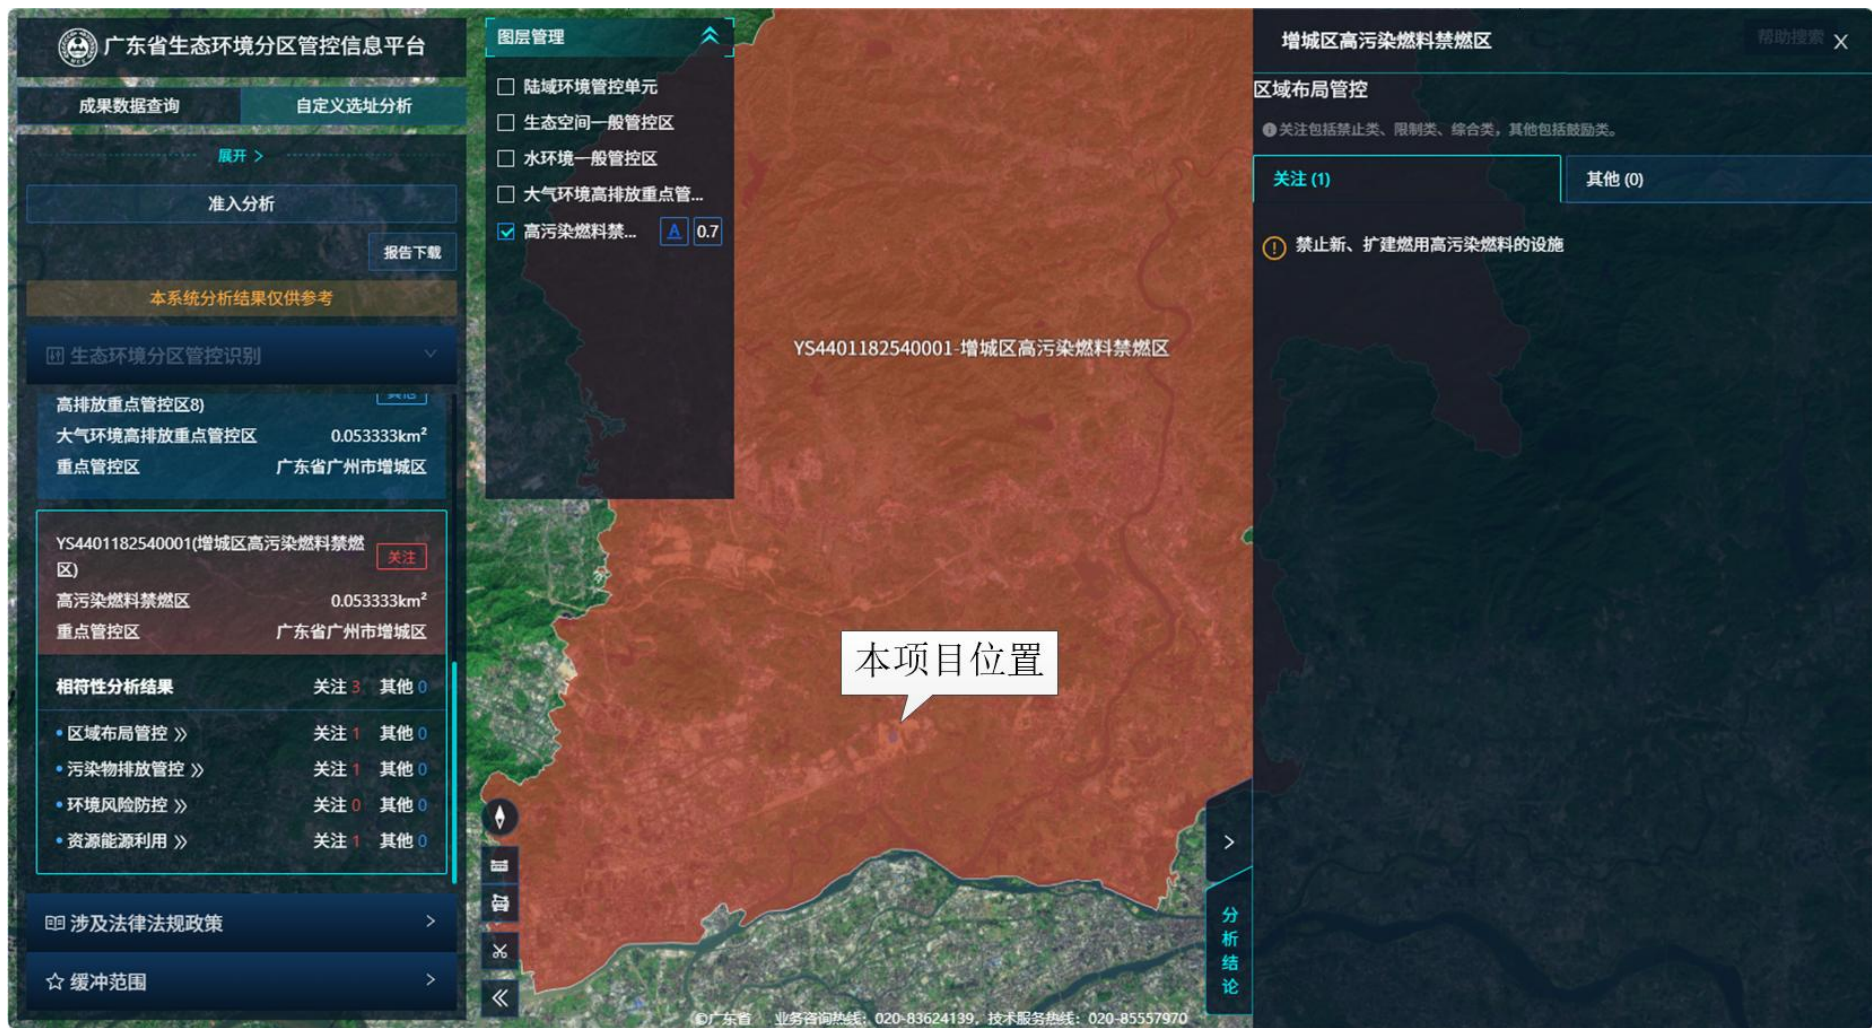 广东省生态环境分区管控信息平台
成果数据查询
自定义选址分析
展开 >
准入分析
报告下载
本系统分析结果仅供参考
生态环境分区管控识别
高排放重点管控区8)
其他
大气环境高排放重点管控区
0.053333km²
重点管控区
广东省广州市增城区
YS4401182540001(增城区高污染燃料禁燃
区)
关注
高污染燃料禁燃区
0.053333km²
重点管控区
广东省广州市增城区
相符性分析结果 关注 3 其他 0
• 区域布局管控 » 关注 1 其他 0
• 污染物排放管控 » 关注 1 其他 0
• 环境风险防控 » 关注 0 其他 0
• 资源能源利用 » 关注 1 其他 0
涉及法律法规政策 >
缓冲范围 >
图层管理
陆域环境管控单元
生态空间一般管控区
水环境一般管控区
大气环境高排放重点管...
高污染燃料禁... A 0.7
YS4401182540001-增城区高污染燃料禁燃区
本项目位置
分析结论
©广东省 业务咨询热线：020-83624139，技术服务热线：020-85557970
增城区高污染燃料禁燃区
帮助搜索 X
区域布局管控
关注包括禁止类、限制类、综合类，其他包括鼓励类。
关注 (1)
其他 (0)
禁止新、扩建燃用高污染燃料的设施